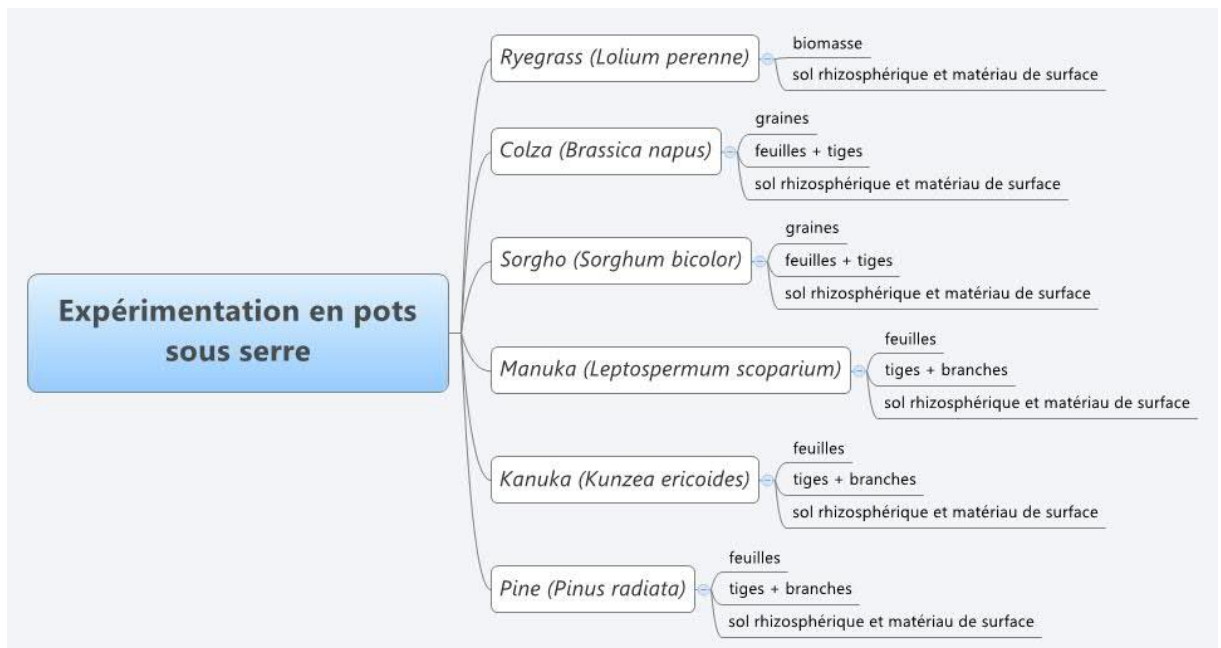 Expérimentation en pots
sous serre
Ryegrass (Lolium perenne)
biomasse
sol rhizosphérique et matériau de surface
Colza (Brassica napus)
graines
feuilles + tiges
sol rhizosphérique et matériau de surface
Sorgho (Sorghum bicolor)
graines
feuilles + tiges
sol rhizosphérique et matériau de surface
Manuka (Leptospermum scoparium)
feuilles
tiges + branches
sol rhizosphérique et matériau de surface
Kanuka (Kunzea ericoides)
feuilles
tiges + branches
sol rhizosphérique et matériau de surface
Pine (Pinus radiata)
feuilles
tiges + branches
sol rhizosphérique et matériau de surface